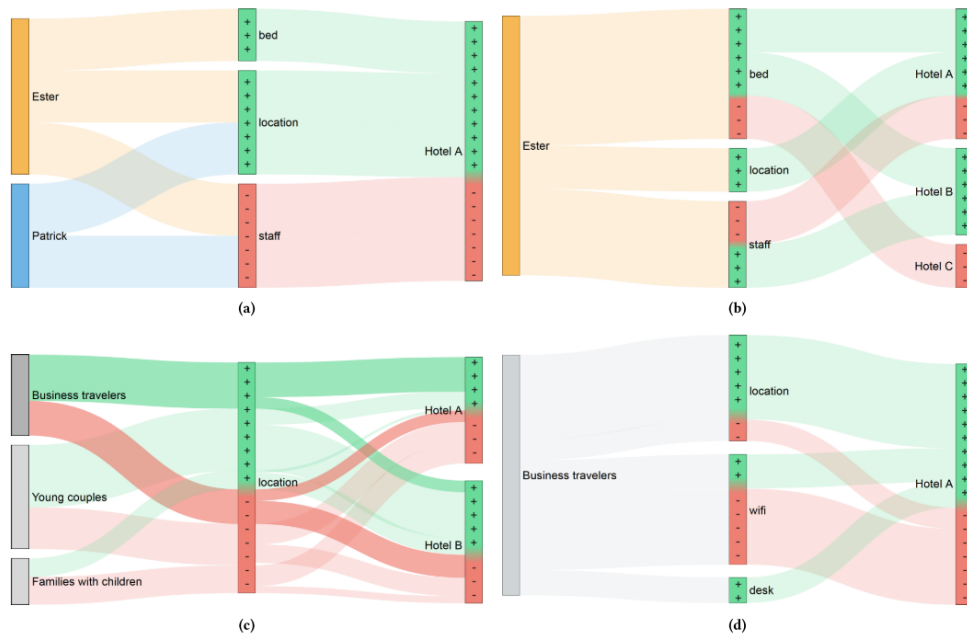 Ester
Patrick
+ + + bed
+ + + + + + + + location
- - - - - - - - staff
Hotel A
(a)
Ester
bed
location
staff
Hotel A
Hotel B
Hotel C
(b)
Business travelers
Young couples
Families with children
location
Hotel A
Hotel B
(c)
Business travelers
location
wifi
desk
Hotel A
(d)